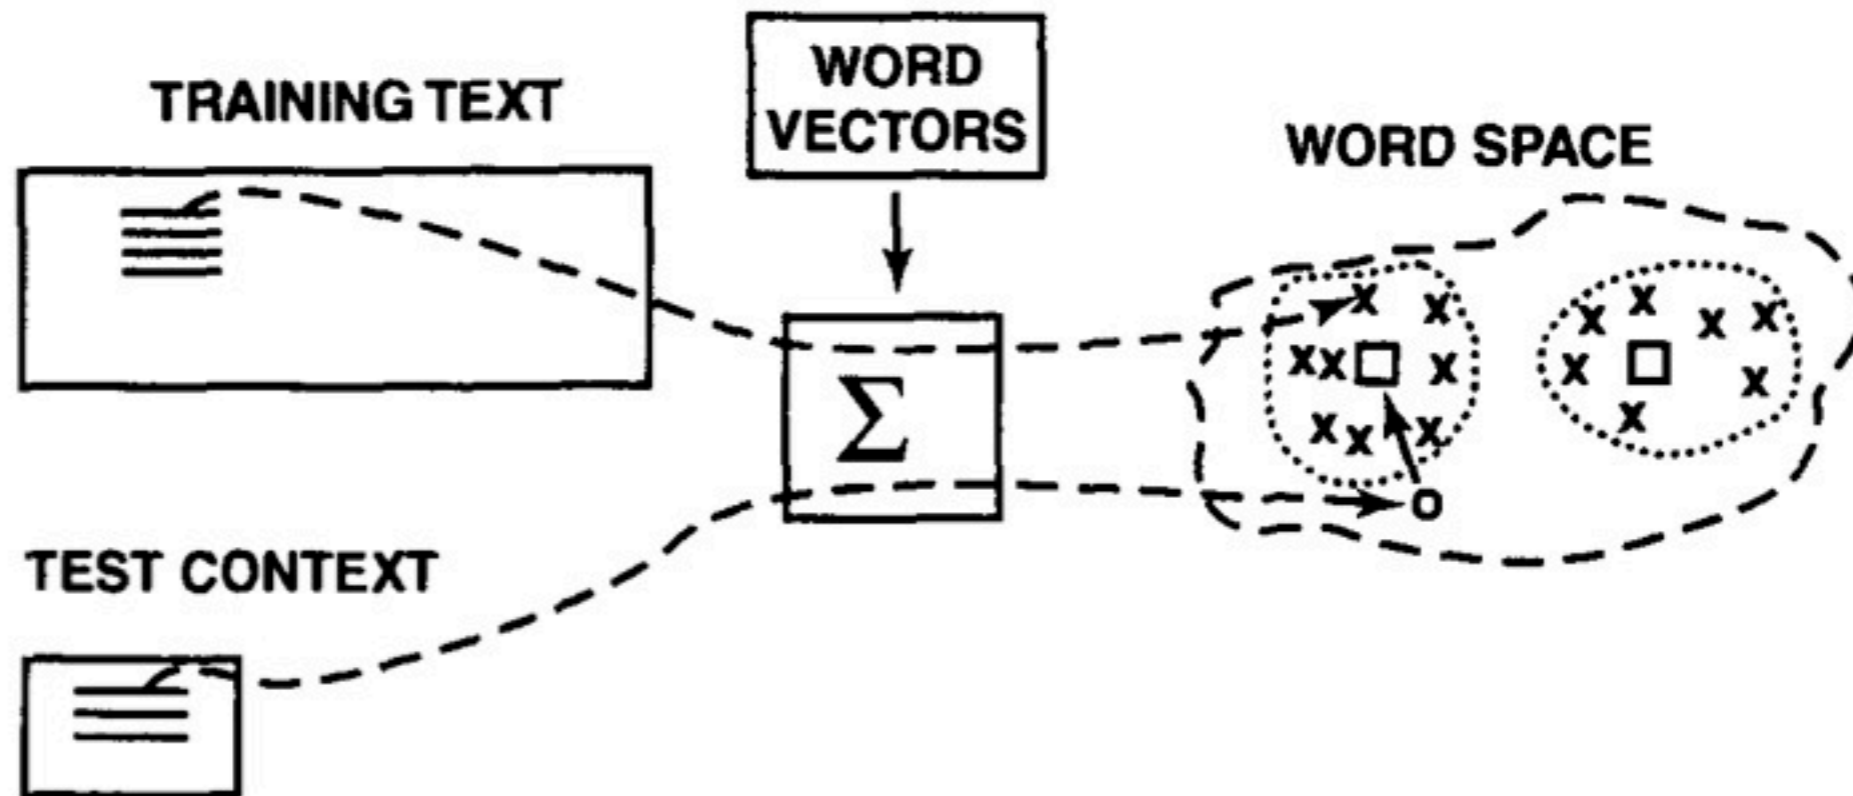 TRAINING TEXT
WORD
VECTORS
WORD SPACE
Σ
x x
x x x
x x x
o
x x x x
x x
x
TEST CONTEXT